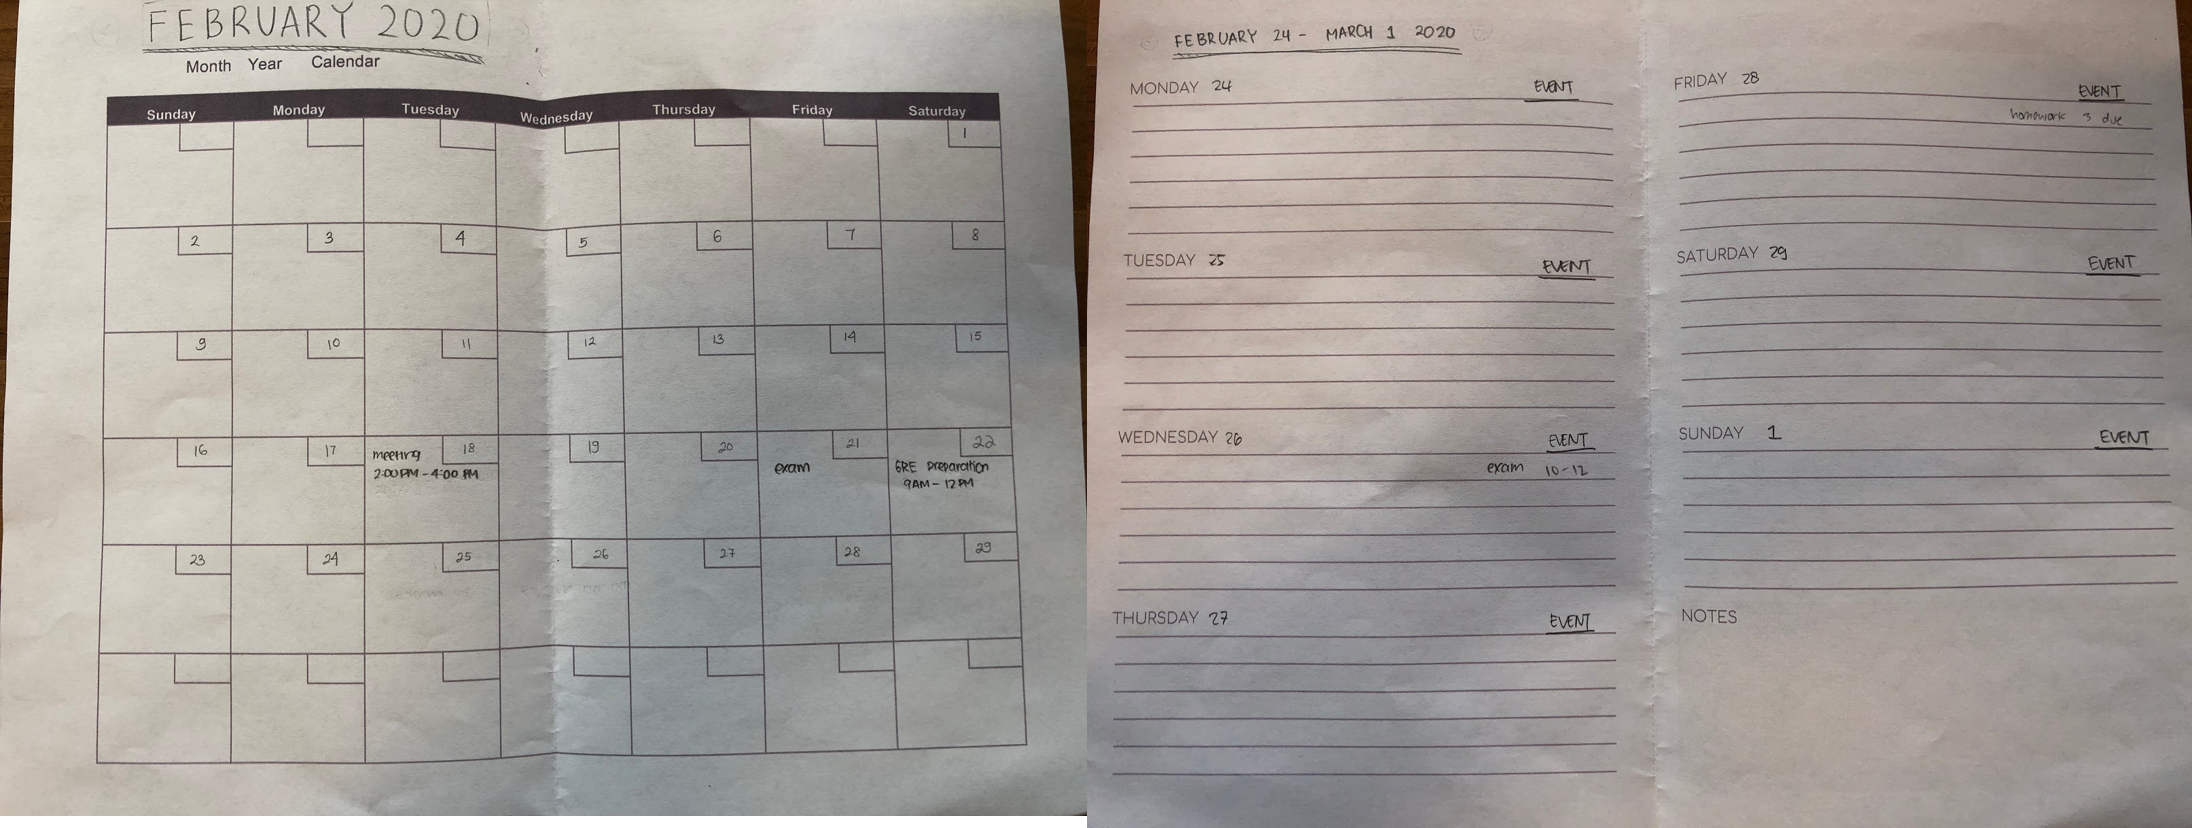 FEBRUARY 2020
Month Year Calendar
Sunday Monday Tuesday Wednesday Thursday Friday Saturday
1
2 3 4 5 6 7 8
9 10 11 12 13 14 15
16 17 18 19 20 21 22
meeting
2:00 PM - 4:00 PM
exam
GRE Preparation
9AM - 12PM
23 24 25 26 27 28 29
FEBRUARY 24 - MARCH 1 2020
MONDAY 24 EVENT
TUESDAY 25 EVENT
WEDNESDAY 26 EVENT
exam 10-12
THURSDAY 27 EVENT
FRIDAY 28 EVENT
homework 3 due
SATURDAY 29 EVENT
SUNDAY 1 EVENT
NOTES